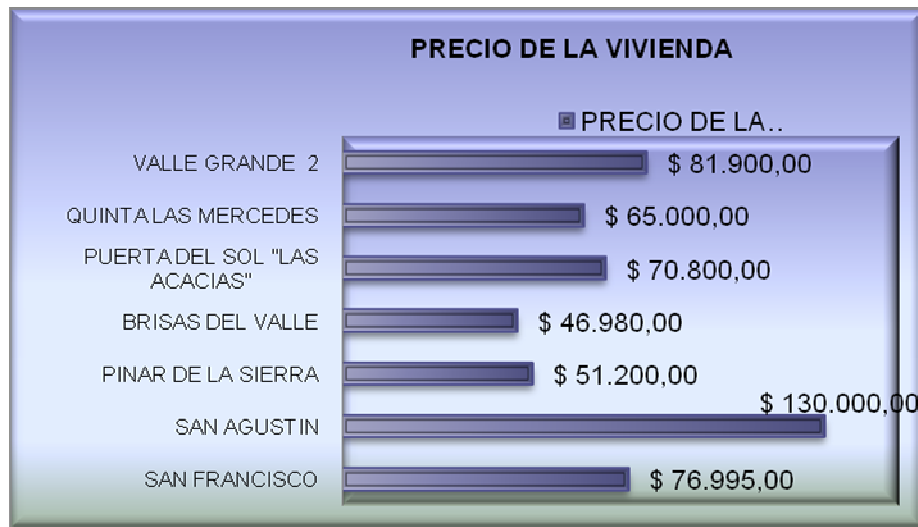 PRECIO DE LA VIVIENDA
PRECIO DE LA..
VALLE GRANDE 2
$ 81.900,00
QUINTA LAS MERCEDES
$ 65.000,00
PUERTA DEL SOL "LAS
ACACIAS"
$ 70.800,00
BRISAS DEL VALLE
$ 46.980,00
PINAR DE LA SIERRA
$ 51.200,00
SAN AGUSTIN
$ 130.000,00
SAN FRANCISCO
$ 76.995,00